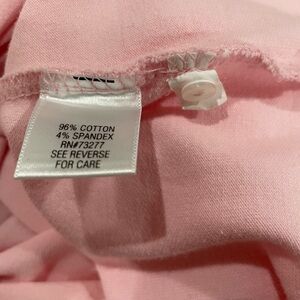 96% COTTON
4% SPANDEX
RN#73277
SEE REVERSE
FOR CARE